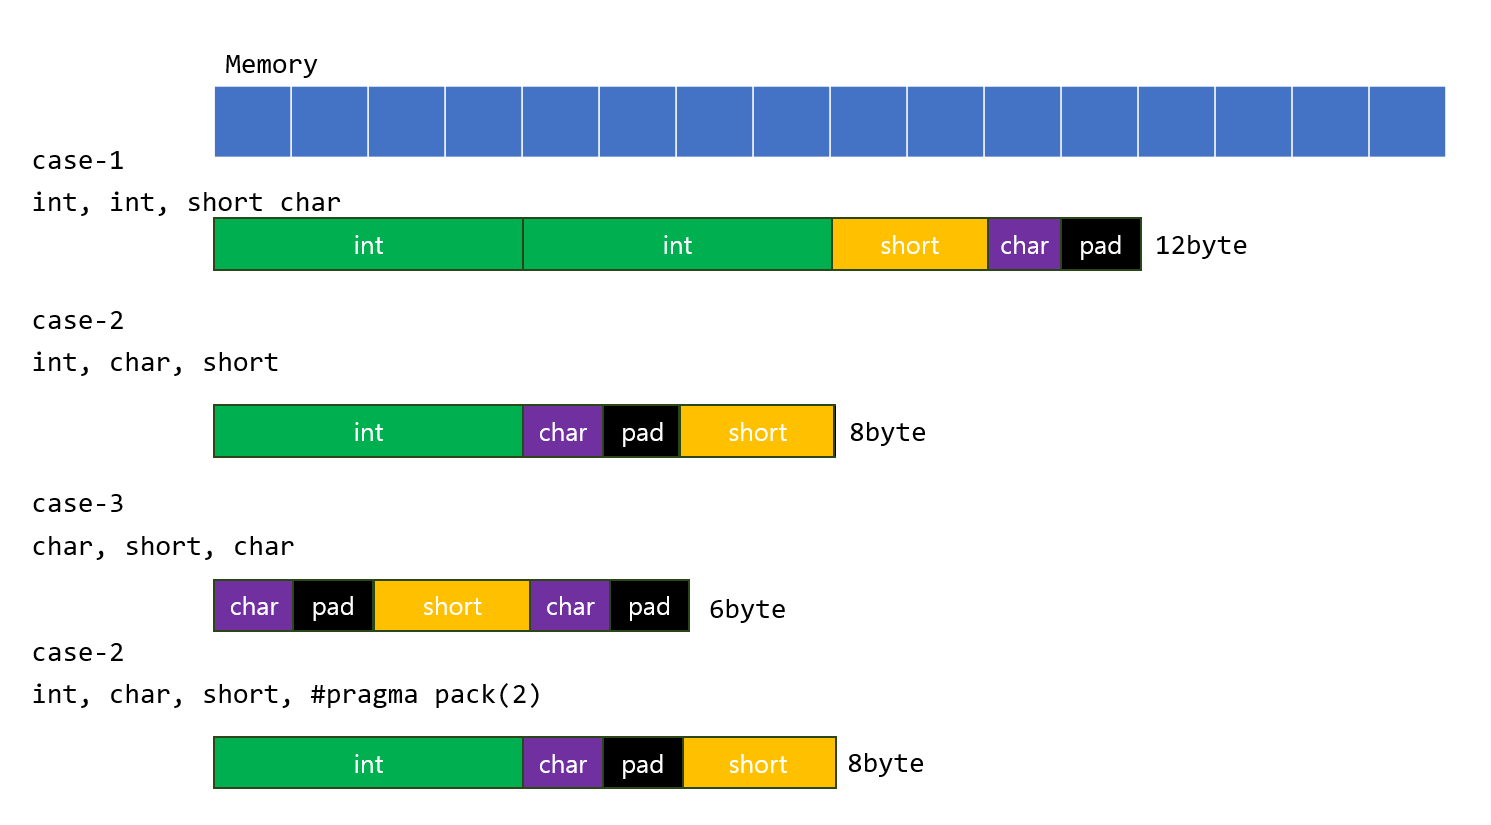 Memory
case-1
int, int, short char
int int short char pad 12byte
case-2
int, char, short
int char pad short 8byte
case-3
char, short, char
char pad short char pad 6byte
case-2
int, char, short, #pragma pack(2)
int char pad short 8byte